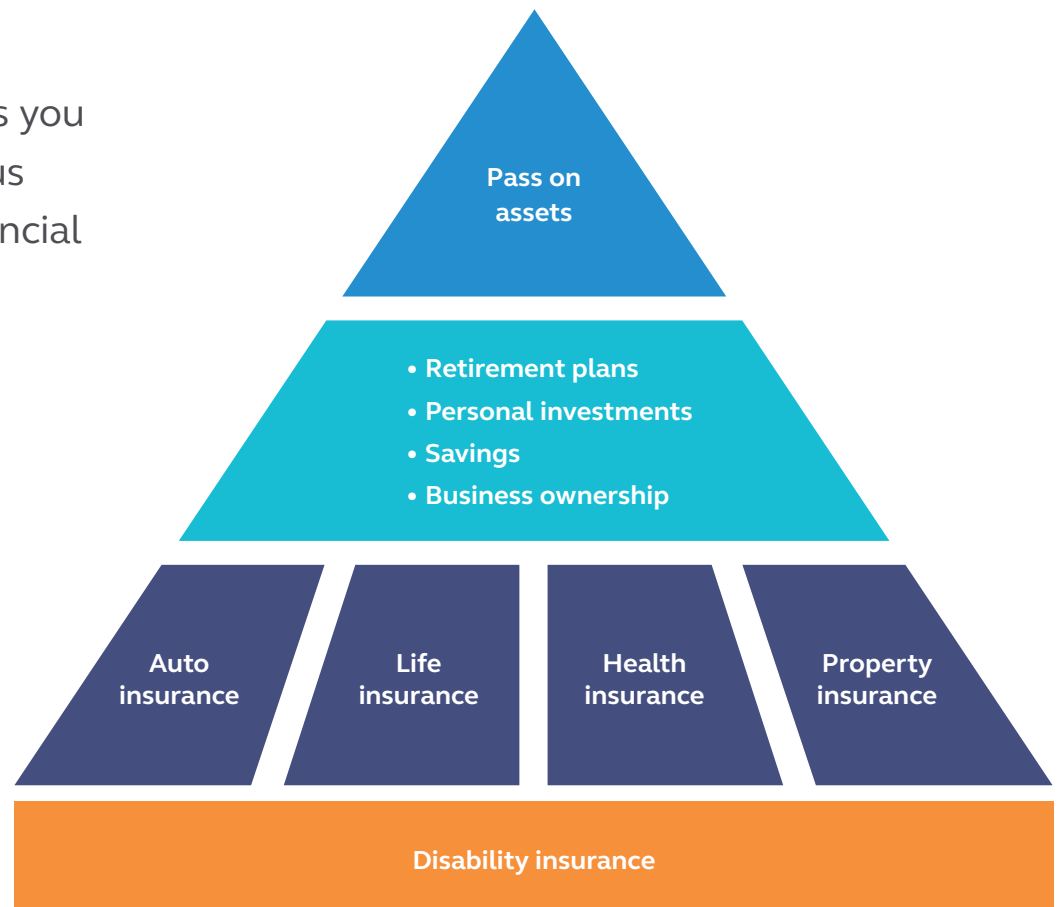 s you
us
ncial
Pass on
assets
• Retirement plans
• Personal investments
• Savings
• Business ownership
Auto
insurance
Life
insurance
Health
insurance
Property
insurance
Disability insurance